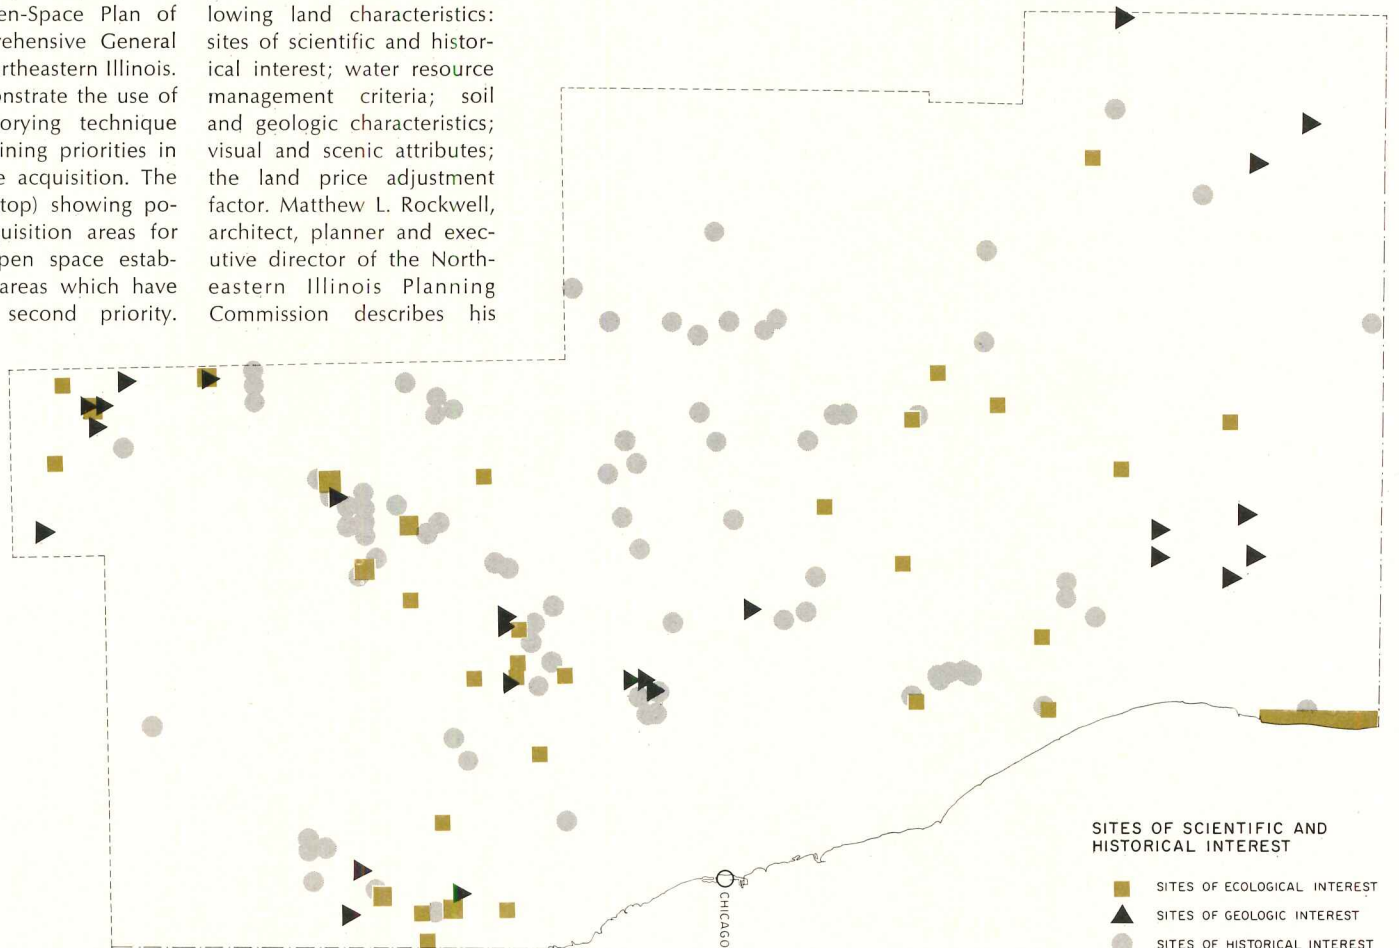 en-Space Plan of
rehensive General
rtheastern Illinois.
onstrate the use of
orying technique
ining priorities in
e acquisition. The
top) showing po-
uisition areas for
pen space estab-
areas which have
second priority.
lowing land characteristics:
sites of scientific and histor-
ical interest; water resource
management criteria; soil
and geologic characteristics;
visual and scenic attributes;
the land price adjustment
factor. Matthew L. Rockwell,
architect, planner and exec-
utive director of the North-
eastern Illinois Planning
Commission describes his
CHICAGO
SITES OF SCIENTIFIC AND
HISTORICAL INTEREST
SITES OF ECOLOGICAL INTEREST
SITES OF GEOLOGIC INTEREST
SITES OF HISTORICAL INTEREST